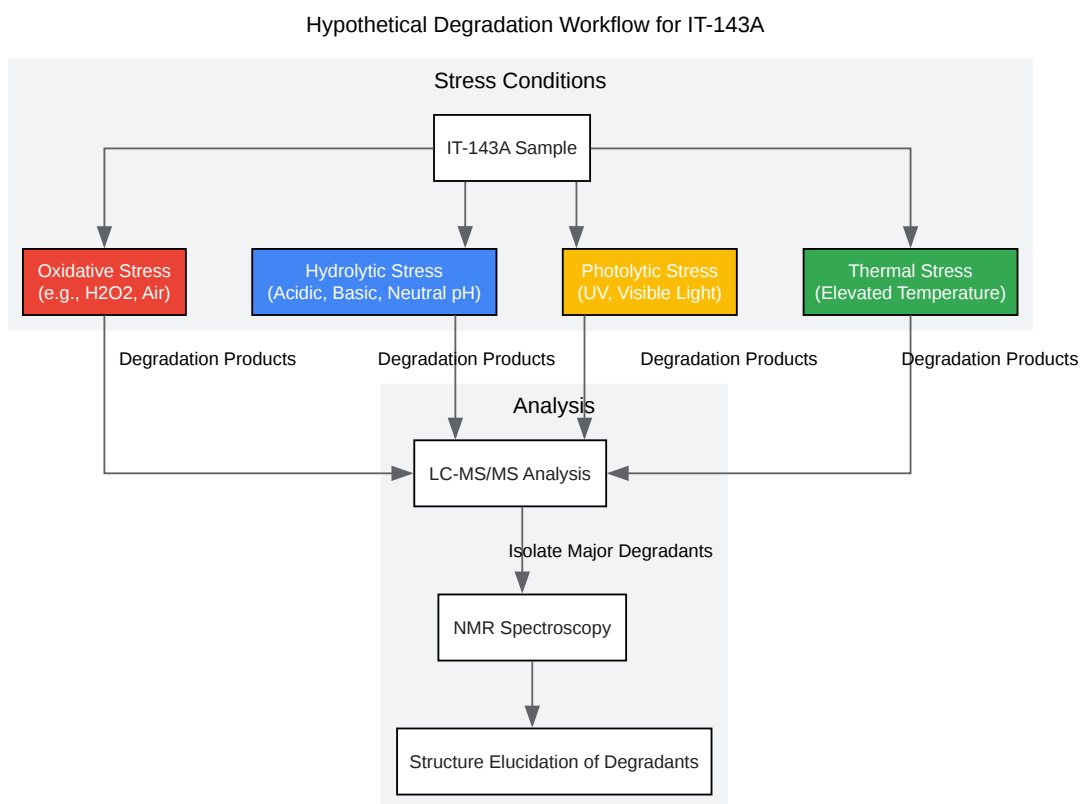 Hypothetical Degradation Workflow for IT-143A
Stress Conditions
IT-143A Sample
Oxidative Stress
(e.g., H2O2, Air)
Hydrolytic Stress
(Acidic, Basic, Neutral pH)
Photolytic Stress
(UV, Visible Light)
Thermal Stress
(Elevated Temperature)
Degradation Products
Degradation Products
Degradation Products
Degradation Products
Analysis
LC-MS/MS Analysis
Isolate Major Degradants
NMR Spectroscopy
Structure Elucidation of Degradants